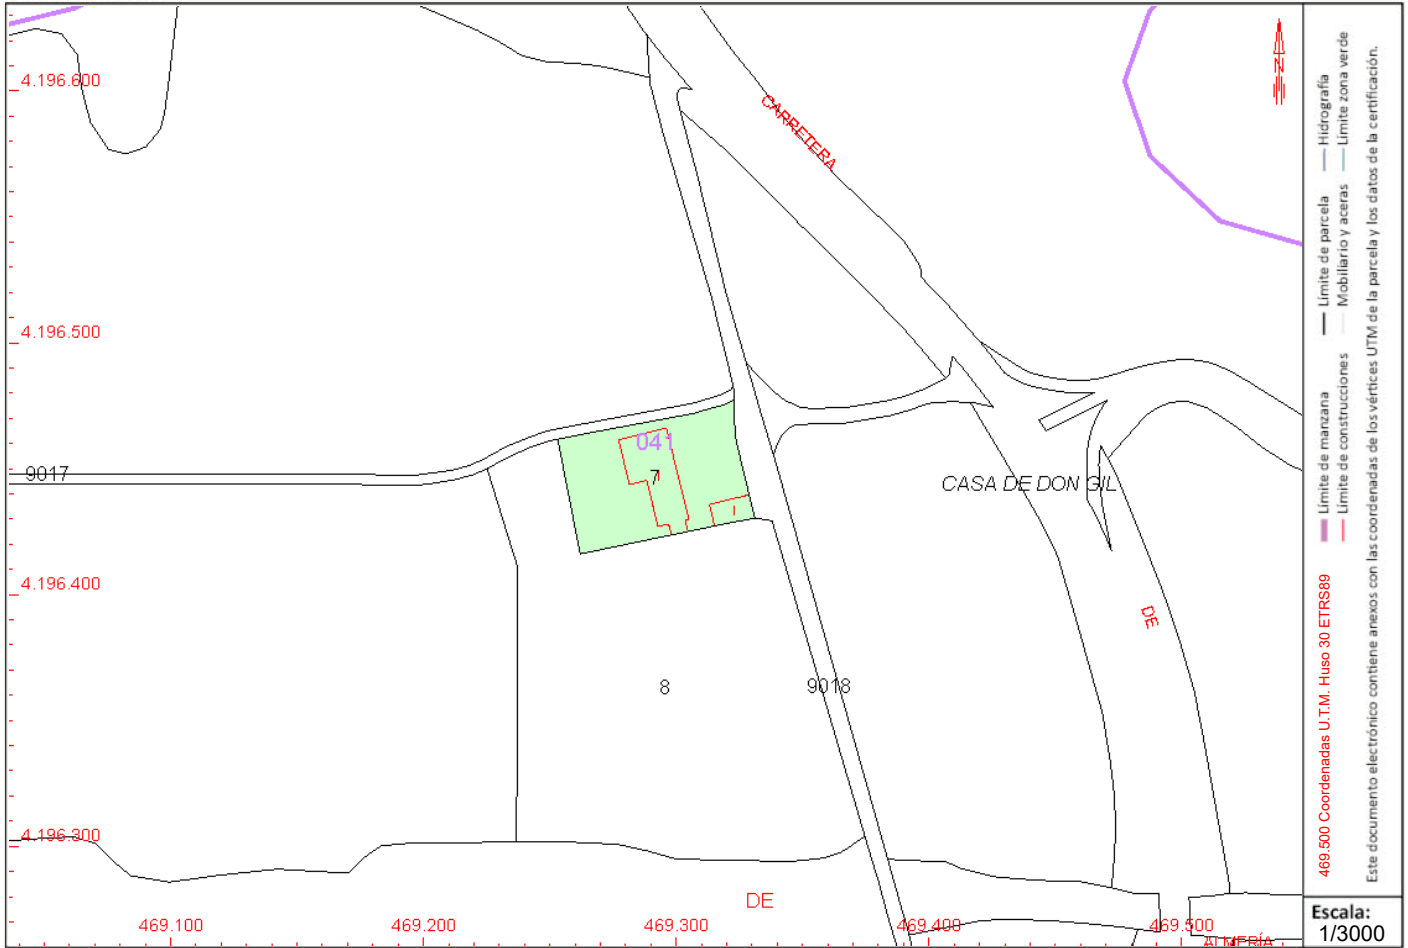 4.196.600
CARRETERA
4.196.500
041
7
I
9017
CASA DE DON GIL
4.196.400
DE
8
9018
4.196.300
DE
469.100
469.200
469.300
469.400
469.500
ALMERÍA
N
469.500 Coordenadas U.T.M. Huso 30 ETRS89
Límite de manzana
Límite de parcela
Hidrografía
Límite de construcciones
Mobiliario y aceras
Límite zona verde
Este documento electrónico contiene anexos con las coordenadas de los vértices UTM de la parcela y los datos de la certificación.
Escala:
1/3000